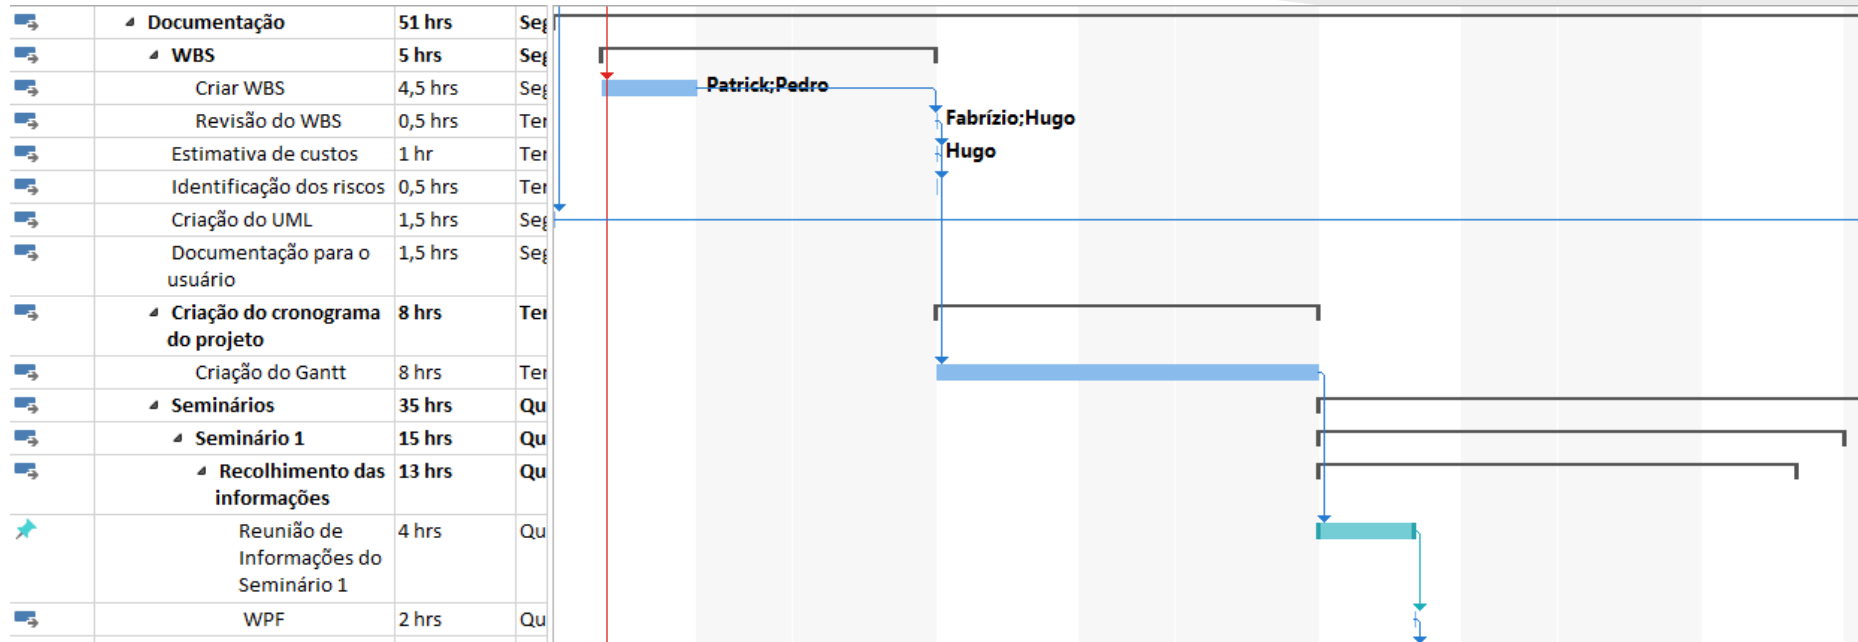 Documentação 51 hrs Seg
WBS 5 hrs Seg
Criar WBS 4,5 hrs Seg Patrick;Pedro
Revisão do WBS 0,5 hrs Ter Fabrízio;Hugo
Estimativa de custos 1 hr Ter Hugo
Identificação dos riscos 0,5 hrs Ter
Criação do UML 1,5 hrs Seg
Documentação para o 1,5 hrs Seg
usuário
Criação do cronograma 8 hrs Ter
do projeto
Criação do Gantt 8 hrs Ter
Seminários 35 hrs Qu
Seminário 1 15 hrs Qu
Recolhimento das 13 hrs Qu
informações
Reunião de 4 hrs Qu
Informações do
Seminário 1
WPF 2 hrs Qu